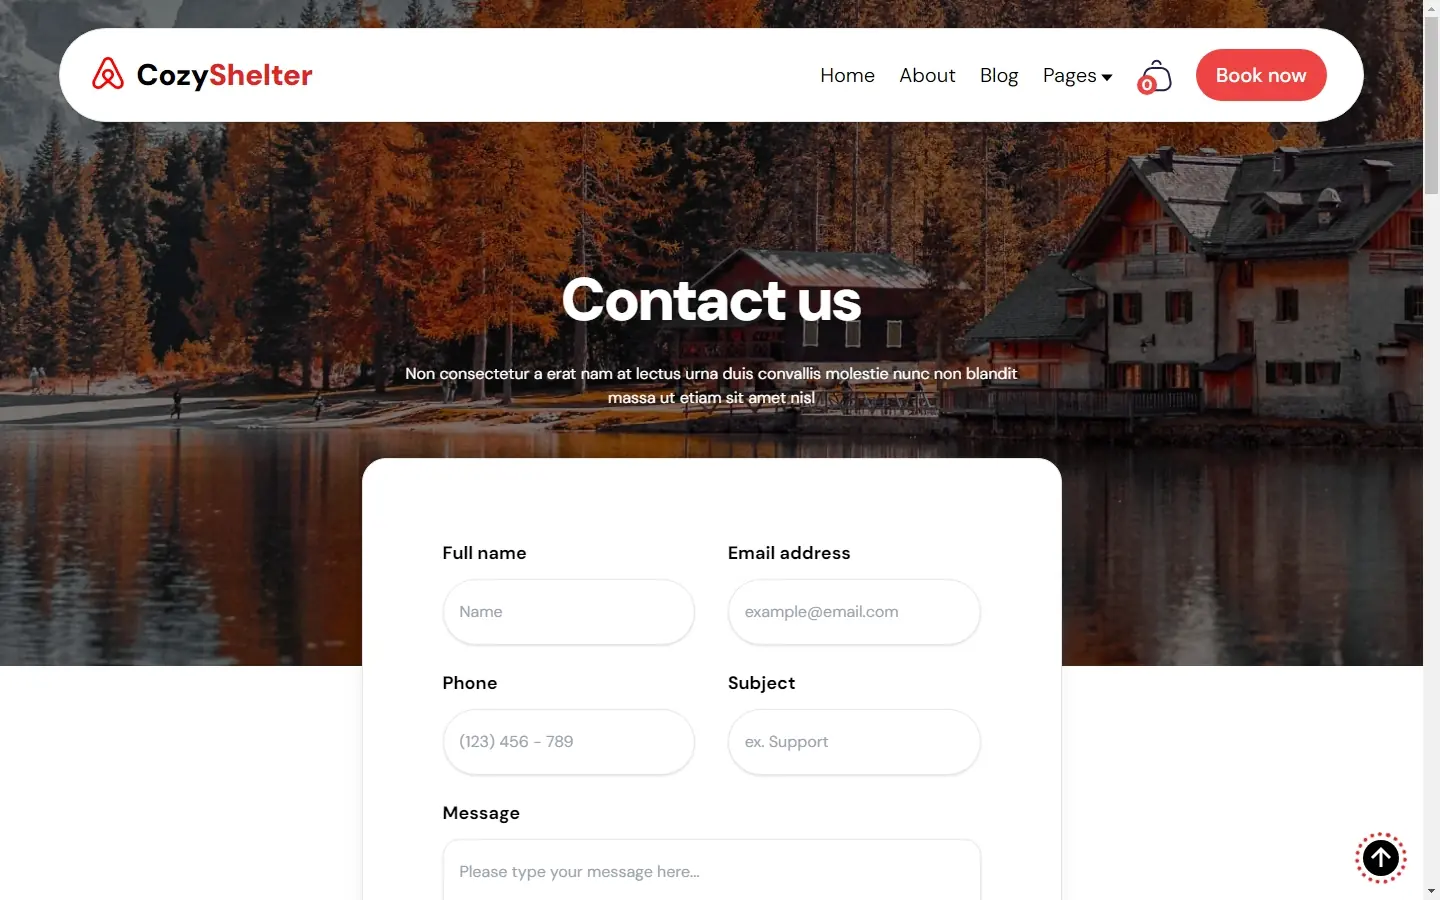 CozyShelter
Home
About
Blog
Pages
0
Book now
Contact us
Non consectetur a erat nam at lectus urna duis convallis molestie nunc non blandit
massa ut etiam sit amet nisl
Full name
Email address
Name
example@email.com
Phone
Subject
(123) 456 - 789
ex. Support
Message
Please type your message here...